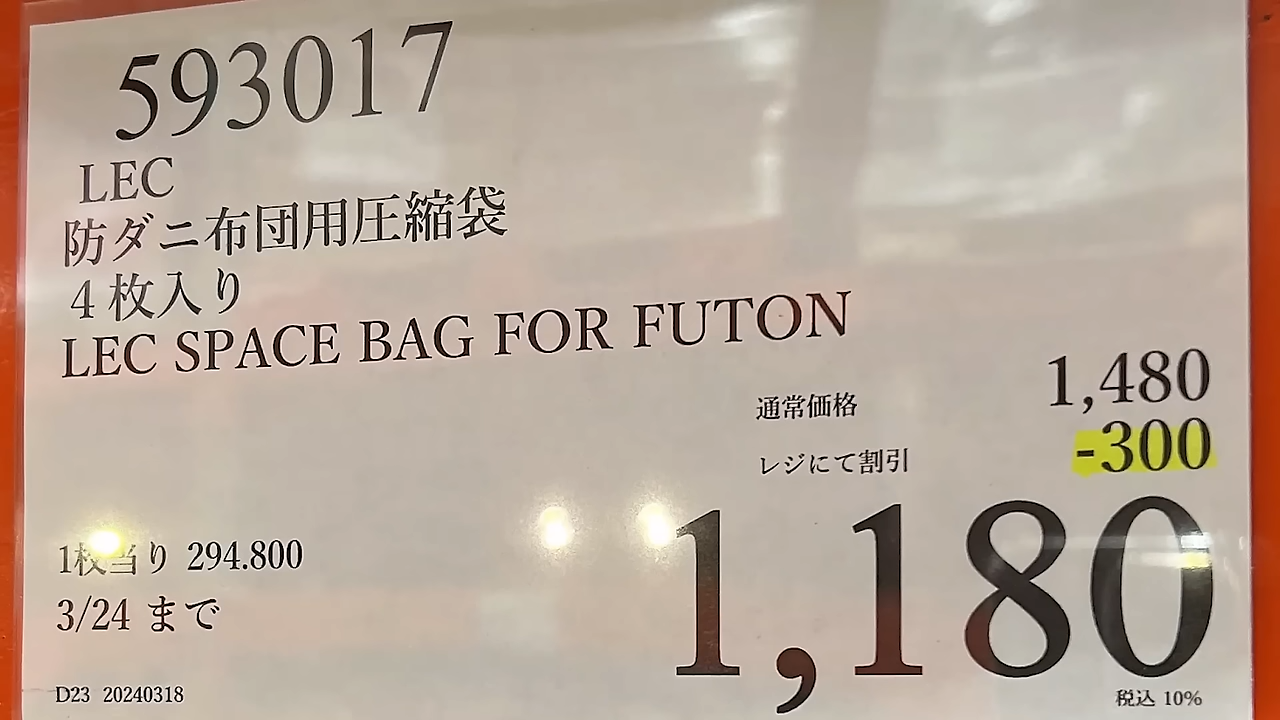 593017
LEC
防ダニ布団用圧縮袋
4枚入り
LEC SPACE BAG FOR FUTON
通常価格 1,480
レジにて割引 -300
1,180
1枚当り 294.800
3/24 まで
D23 20240318
税込 10%